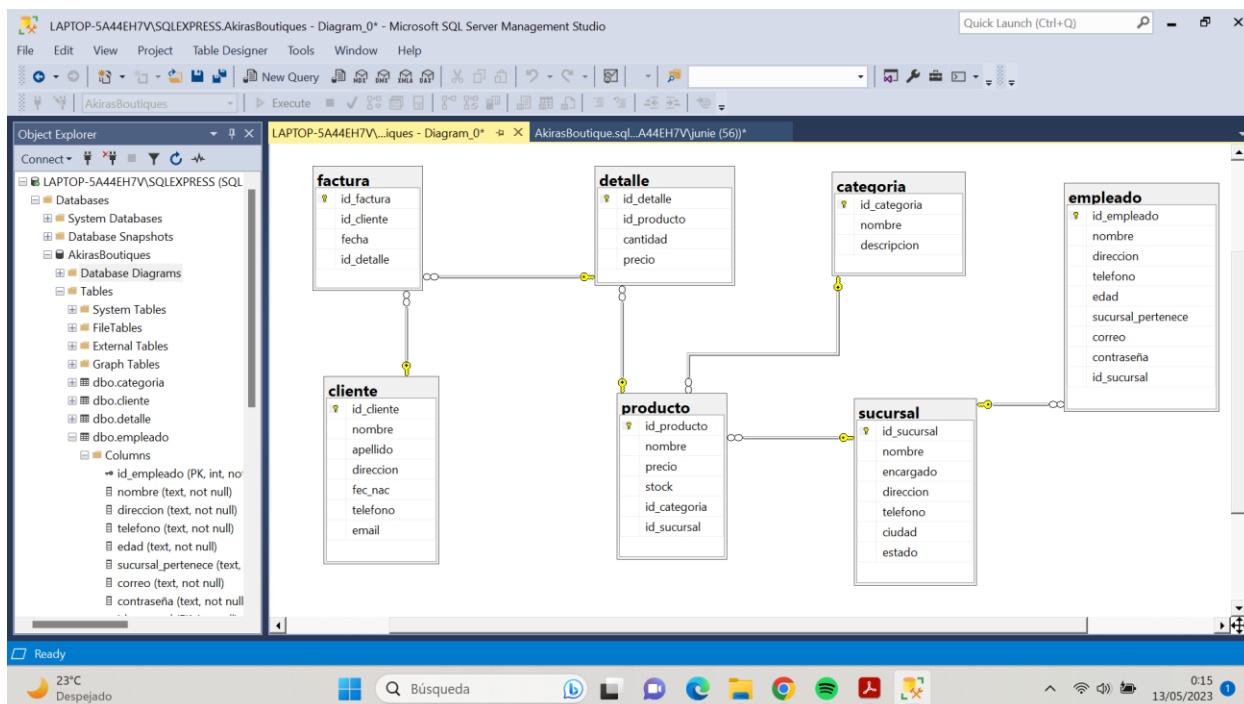 LAPTOP-5A44EH7V\SQLEXPRESS.AkirasBoutiques - Diagram_0* - Microsoft SQL Server Management Studio
Quick Launch (Ctrl+Q)
File Edit View Project Table Designer Tools Window Help
New Query
AkirasBoutiques
Execute
Object Explorer
LAPTOP-5A44EH7V\...iques - Diagram_0*
AkirasBoutique.sql...A44EH7V\junie (56))*
Connect
LAPTOP-5A44EH7V\SQLEXPRESS (SQL
Databases
System Databases
Database Snapshots
AkirasBoutiques
Database Diagrams
Tables
System Tables
FileTables
External Tables
Graph Tables
dbo.categoria
dbo.cliente
dbo.detalle
dbo.empleado
Columns
id_empleado (PK, int, no
nombre (text, not null)
direccion (text, not null)
telefono (text, not null)
edad (text, not null)
sucursal_pertenece (text,
correo (text, not null)
contraseña (text, not null
factura
id_factura
id_cliente
fecha
id_detalle
detalle
id_detalle
id_producto
cantidad
precio
categoria
id_categoria
nombre
descripcion
empleado
id_empleado
nombre
direccion
telefono
edad
sucursal_pertenece
correo
contraseña
id_sucursal
cliente
id_cliente
nombre
apellido
direccion
fec_nac
telefono
email
producto
id_producto
nombre
precio
stock
id_categoria
id_sucursal
sucursal
id_sucursal
nombre
encargado
direccion
telefono
ciudad
estado
Ready
23°C
Despejado
Búsqueda
0:15
13/05/2023
1